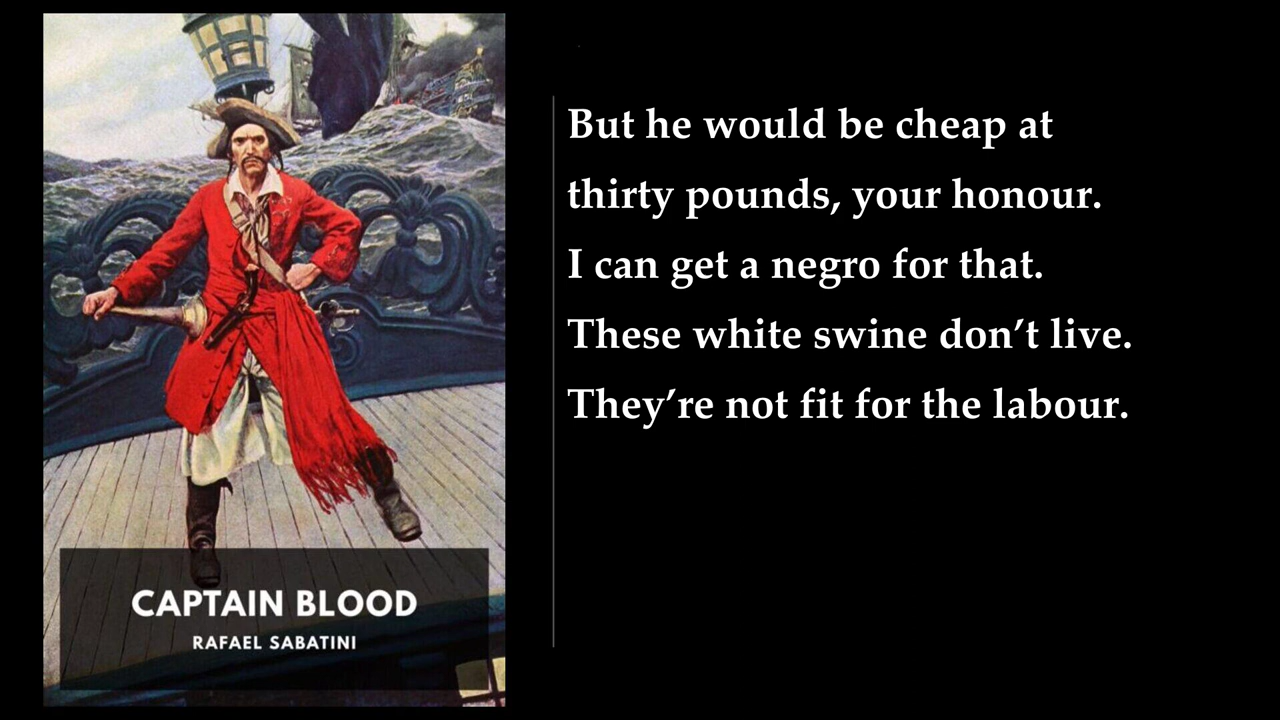 CAPTAIN BLOOD
RAFAEL SABATINI
But he would be cheap at
thirty pounds, your honour.
I can get a negro for that.
These white swine don’t live.
They’re not fit for the labour.